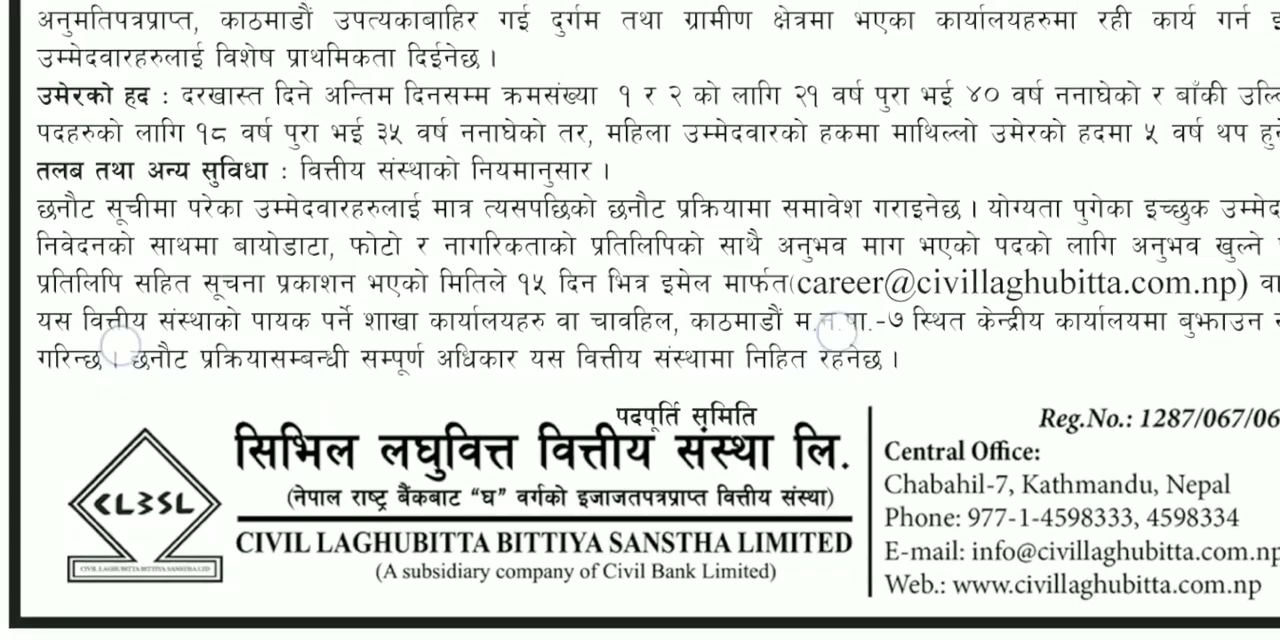 अनुमतिपत्रप्राप्त, काठमाडौं उपत्यकाबाहिर गई दुर्गम तथा ग्रामीण क्षेत्रमा भएका कार्यालयहरुमा रही कार्य गर्न
उम्मेदवारहरुलाई विशेष प्राथमिकता दिईनेछ ।
उमेरको हद : दरखास्त दिने अन्तिम दिनसम्म क्रमसंख्या १ र २ को लागि २१ वर्ष पुरा भई ४० वर्ष ननाघेको र बाँकी
पदहरुको लागि १८ वर्ष पुरा भई ३५ वर्ष ननाघेको तर, महिला उम्मेदवारको हकमा माथिल्लो उमेरको हदमा ५ वर्ष थप
तलब तथा अन्य सुविधा : वित्तीय संस्थाको नियमानुसार ।
छनौट सूचीमा परेका उम्मेदवारहरुलाई मात्र त्यसपछिको छनौट प्रक्रियामा समावेश गराइनेछ । योग्यता पुगेका इच्छुक
निवेदनको साथमा बायोडाटा, फोटो र नागरिकताको प्रतिलिपिको साथै अनुभव माग भएको पदको लागि अनुभव खुल्ने
प्रतिलिपि सहित सूचना प्रकाशन भएको मितिले १५ दिन भित्र इमेल मार्फत(career@civillaghubitta.com.np) वा
यस वित्तीय संस्थाको पायक पर्ने शाखा कार्यालयहरु वा चावहिल, काठमाडौं म.न.पा.-७ स्थित केन्द्रीय कार्यालयमा बुझाउन
गरिन्छ । छनौट प्रक्रियासम्बन्धी सम्पूर्ण अधिकार यस वित्तीय संस्थामा निहित रहनेछ ।
पदपूर्ति समिति
सिभिल लघुवित्त वित्तीय संस्था लि.
(नेपाल राष्ट्र बैंकबाट “घ” वर्गको इजाजतपत्रप्राप्त वित्तीय संस्था)
CIVIL LAGHUBITTA BITTIYA SANSTHA LIMITED
(A subsidiary company of Civil Bank Limited)
CLBSL
CIVIL LAGHUBITTA BITTIYA SANSTHA LTD
Reg.No.: 1287/067/06
Central Office:
Chabahil-7, Kathmandu, Nepal
Phone: 977-1-4598333, 4598334
E-mail: info@civillaghubitta.com.np
Web.: www.civillaghubitta.com.np